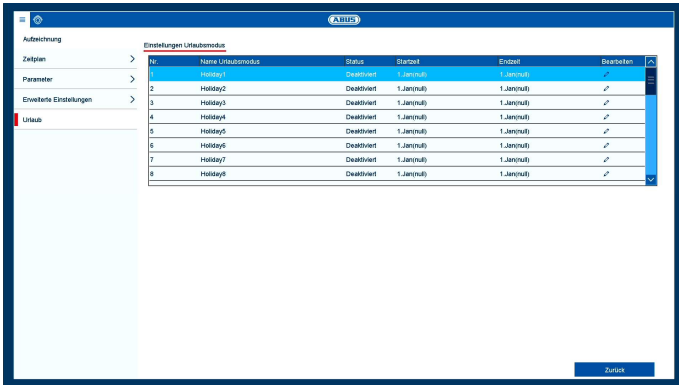 ABUS
Aufzeichnung
Zeitplan
Parameter
Erweiterte Einstellungen
Urlaub
Einstellungen Urlaubsmodus
Nr. Name Urlaubsmodus Status Startzeit Endzeit Bearbeiten
1 Holiday1 Deaktiviert 1.Jan(null) 1.Jan(null)
2 Holiday2 Deaktiviert 1.Jan(null) 1.Jan(null)
3 Holiday3 Deaktiviert 1.Jan(null) 1.Jan(null)
4 Holiday4 Deaktiviert 1.Jan(null) 1.Jan(null)
5 Holiday5 Deaktiviert 1.Jan(null) 1.Jan(null)
6 Holiday6 Deaktiviert 1.Jan(null) 1.Jan(null)
7 Holiday7 Deaktiviert 1.Jan(null) 1.Jan(null)
8 Holiday8 Deaktiviert 1.Jan(null) 1.Jan(null)
Zurück